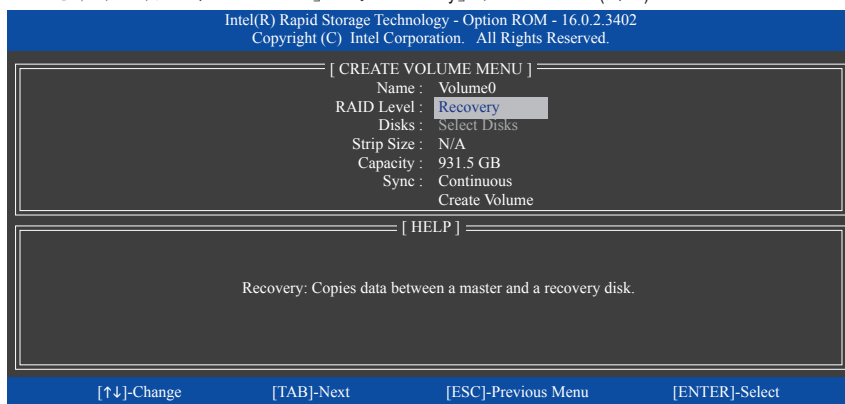 Intel(R) Rapid Storage Technology - Option ROM - 16.0.2.3402
Copyright (C) Intel Corporation. All Rights Reserved.
[ CREATE VOLUME MENU ]
Name : Volume0
RAID Level : Recovery
Disks : Select Disks
Strip Size : N/A
Capacity : 931.5 GB
Sync : Continuous
Create Volume
[ HELP ]
Recovery: Copies data between a master and a recovery disk.
[↑↓]-Change [TAB]-Next [ESC]-Previous Menu [ENTER]-Select